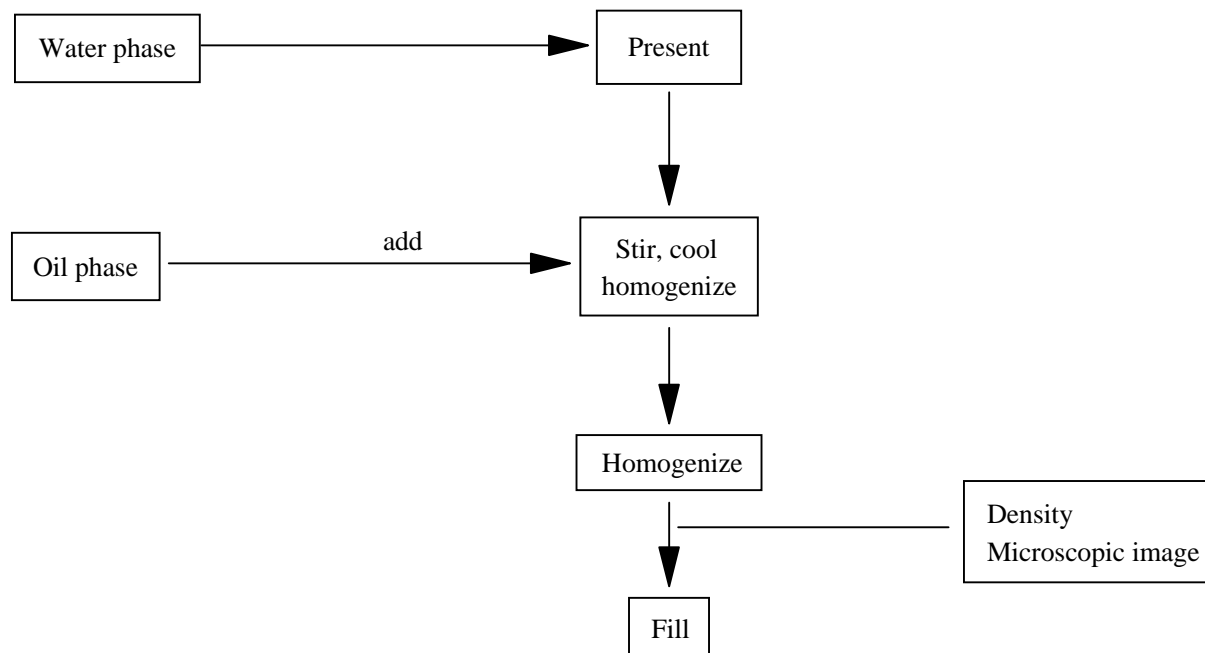 Water phase
Present
add
Oil phase
Stir, cool
homogenize
Homogenize
Density
Microscopic image
Fill